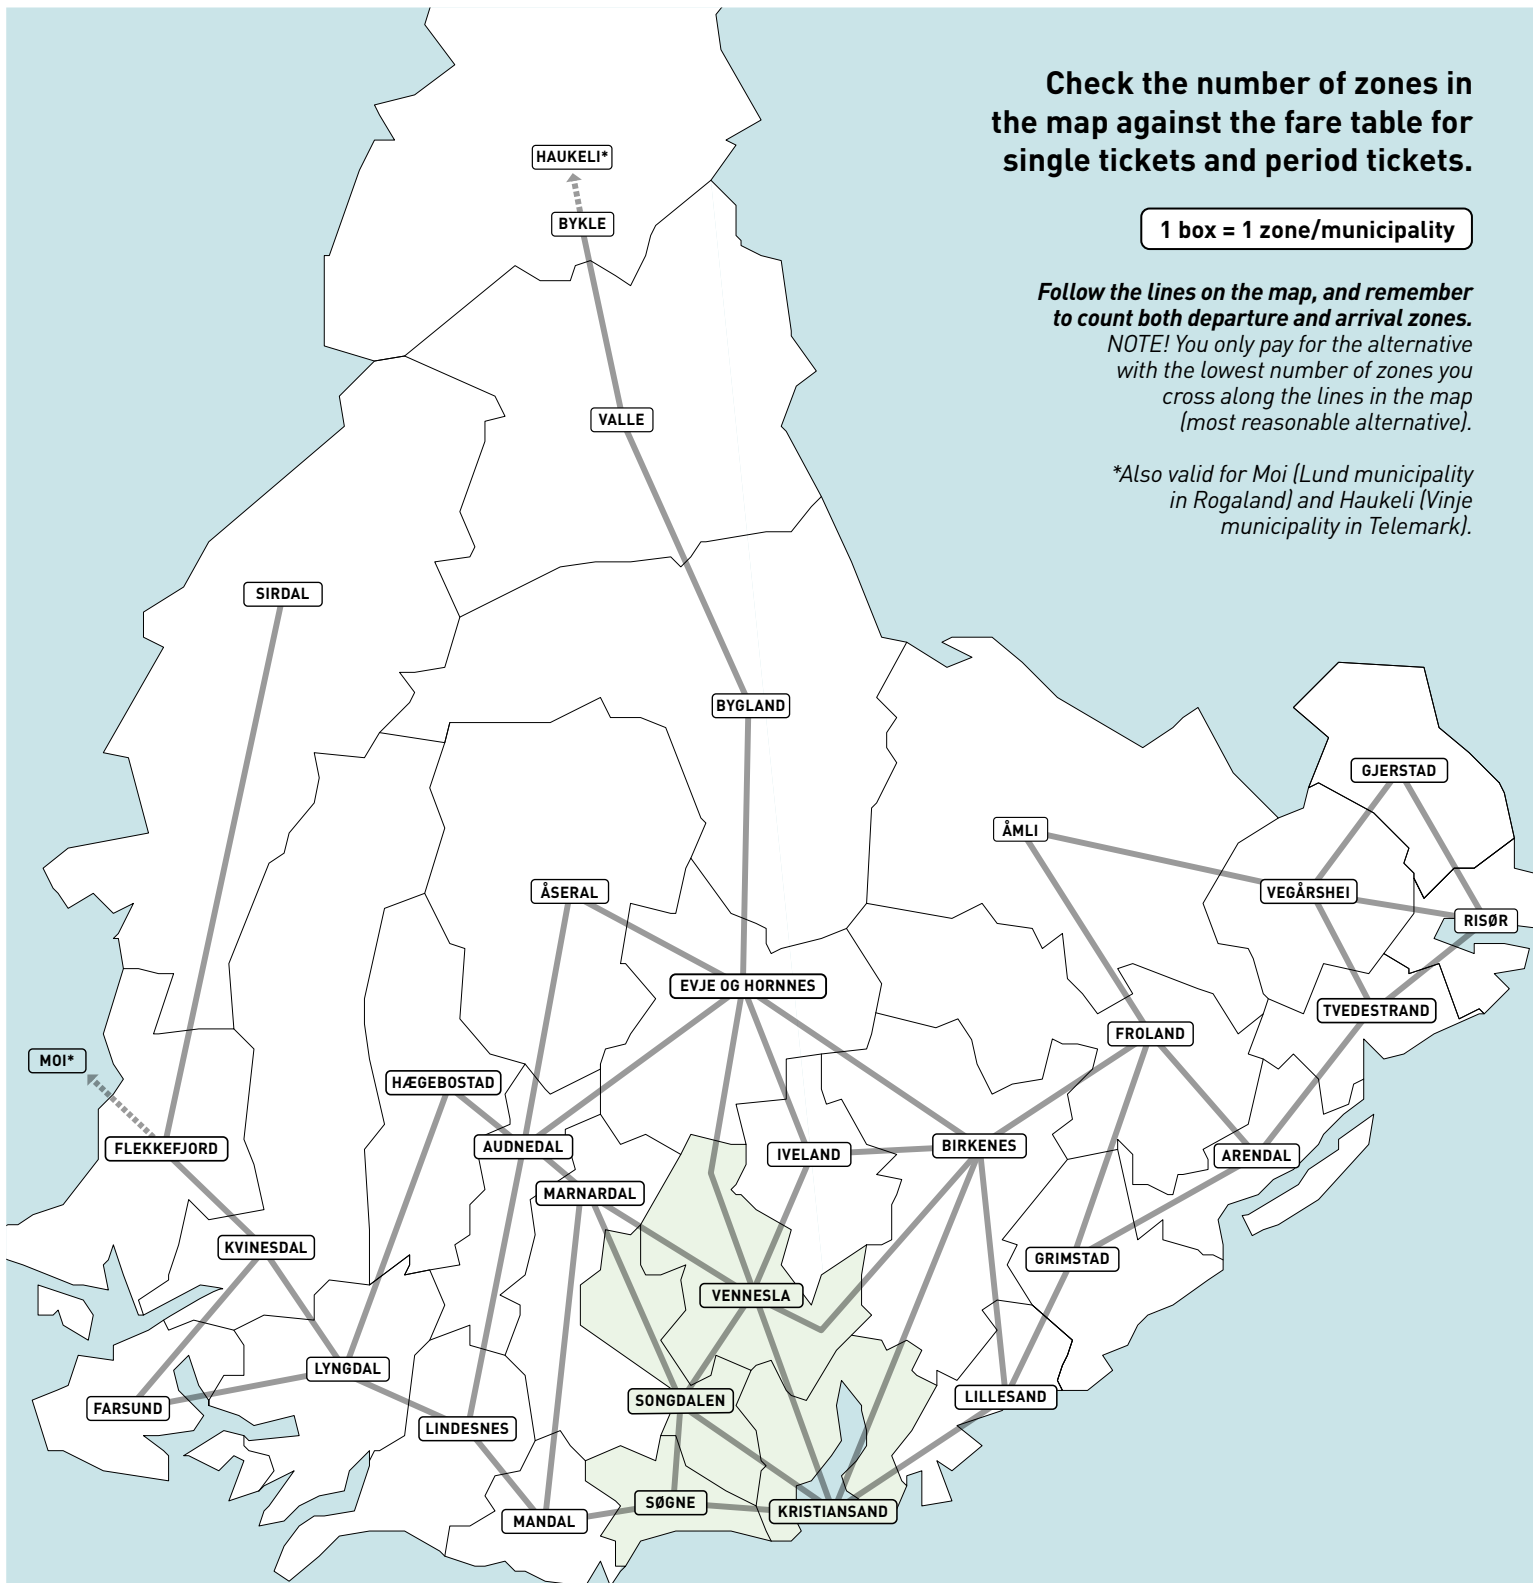 Check the number of zones in
the map against the fare table for
single tickets and period tickets.
1 box = 1 zone/municipality
Follow the lines on the map, and remember
to count both departure and arrival zones.
NOTE! You only pay for the alternative
with the lowest number of zones you
cross along the lines in the map
(most reasonable alternative).
*Also valid for Moi (Lund municipality
in Rogaland) and Haukeli (Vinje
municipality in Telemark).
HAUKELI*
BYKLE
VALLE
SIRDAL
BYGLAND
GJERSTAD
ÅMLI
ÅSERAL
VEGÅRSHEI
RISØR
EVJE OG HORNNES
TVEDESTRAND
FROLAND
MOI*
HÆGEBOSTAD
FLEKKEFJORD
AUDNEDAL
IVELAND
BIRKENES
ARENDAL
MARNARDAL
KVINESDAL
GRIMSTAD
VENNESLA
LYNGDAL
FARSUND
SONGDALEN
LILLESAND
LINDESNES
SØGNE
KRISTIANSAND
MANDAL